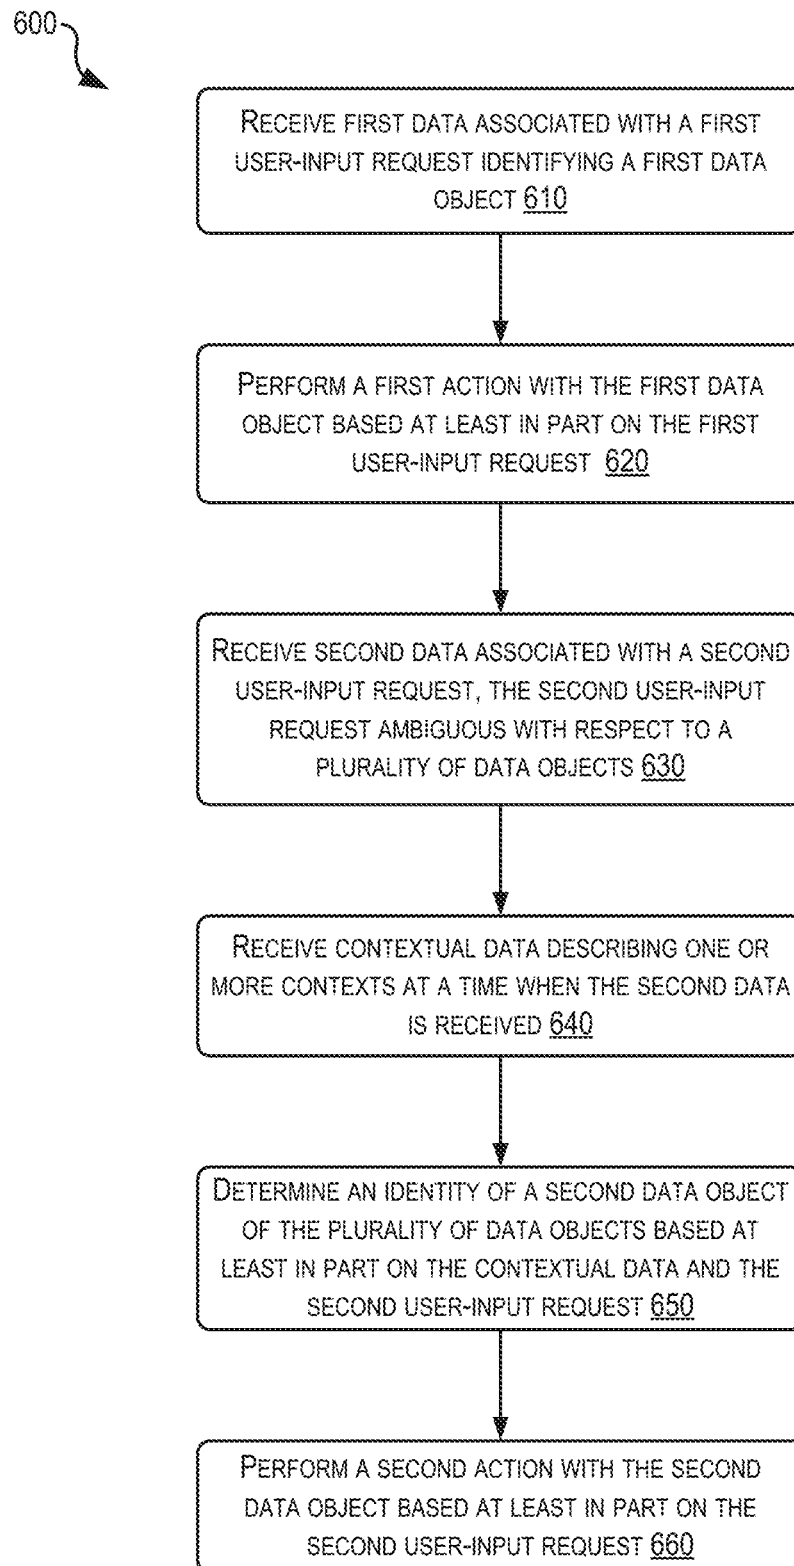 600
RECEIVE FIRST DATA ASSOCIATED WITH A FIRST
USER-INPUT REQUEST IDENTIFYING A FIRST DATA
OBJECT 610
PERFORM A FIRST ACTION WITH THE FIRST DATA
OBJECT BASED AT LEAST IN PART ON THE FIRST
USER-INPUT REQUEST 620
RECEIVE SECOND DATA ASSOCIATED WITH A SECOND
USER-INPUT REQUEST, THE SECOND USER-INPUT
REQUEST AMBIGUOUS WITH RESPECT TO A
PLURALITY OF DATA OBJECTS 630
RECEIVE CONTEXTUAL DATA DESCRIBING ONE OR
MORE CONTEXTS AT A TIME WHEN THE SECOND DATA
IS RECEIVED 640
DETERMINE AN IDENTITY OF A SECOND DATA OBJECT
OF THE PLURALITY OF DATA OBJECTS BASED AT
LEAST IN PART ON THE CONTEXTUAL DATA AND THE
SECOND USER-INPUT REQUEST 650
PERFORM A SECOND ACTION WITH THE SECOND
DATA OBJECT BASED AT LEAST IN PART ON THE
SECOND USER-INPUT REQUEST 660